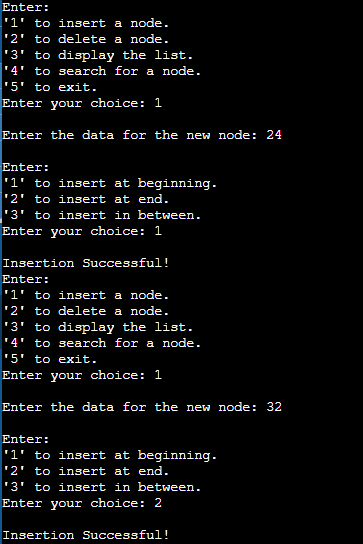 Enter:
'1' to insert a node.
'2' to delete a node.
'3' to display the list.
'4' to search for a node.
'5' to exit.
Enter your choice: 1
Enter the data for the new node: 24
Enter:
'1' to insert at beginning.
'2' to insert at end.
'3' to insert in between.
Enter your choice: 1
Insertion Successful!
Enter:
'1' to insert a node.
'2' to delete a node.
'3' to display the list.
'4' to search for a node.
'5' to exit.
Enter your choice: 1
Enter the data for the new node: 32
Enter:
'1' to insert at beginning.
'2' to insert at end.
'3' to insert in between.
Enter your choice: 2
Insertion Successful!